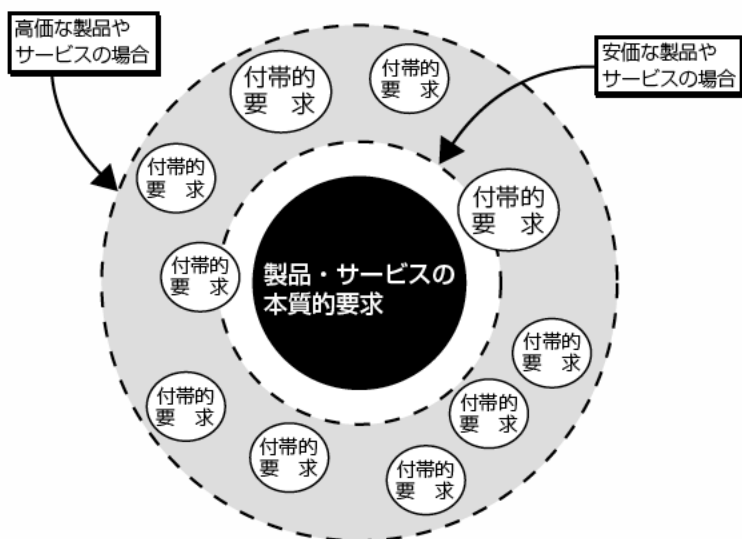 高価な製品や
サービスの場合
安価な製品や
サービスの場合
付帯的
要　求
付帯的
要　求
付帯的
要　求
付帯的
要　求
付帯的
要　求
製品・サービスの
本質的要求
付帯的
要　求
付帯的
要　求
付帯的
要　求
付帯的
要　求
付帯的
要　求